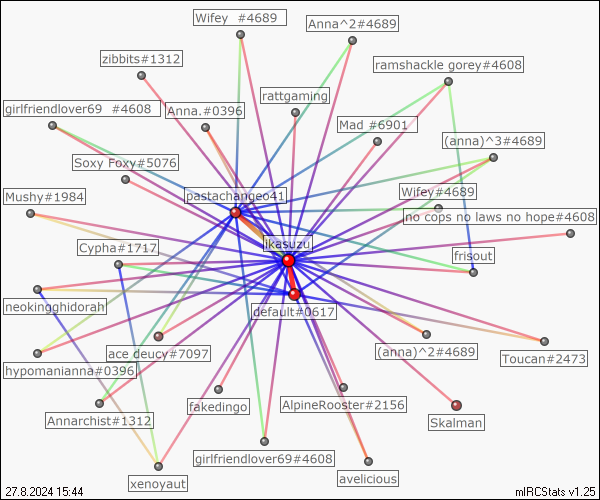 Wifey  #4689
Anna^2#4689
zibbits#1312
ramshackle gorey#4608
girlfriendlover69  #4608
Anna.#0396
rattgaming
Mad #6901
(anna)^3#4689
Soxy Foxy#5076
Mushy#1984
pastachangeo41
Wifey#4689
no cops no laws no hope#4608
Cypha#1717
ikasuzu
frisout
neokingghidorah
default#0617
ace deucy#7097
(anna)^2#4689
Toucan#2473
hypomanianna#0396
fakedingo
AlpineRooster#2156
Annarchist#1312
Skalman
girlfriendlover69#4608
xenoyaut
avelicious
27.8.2024 15:44
mIRCStats v1.25